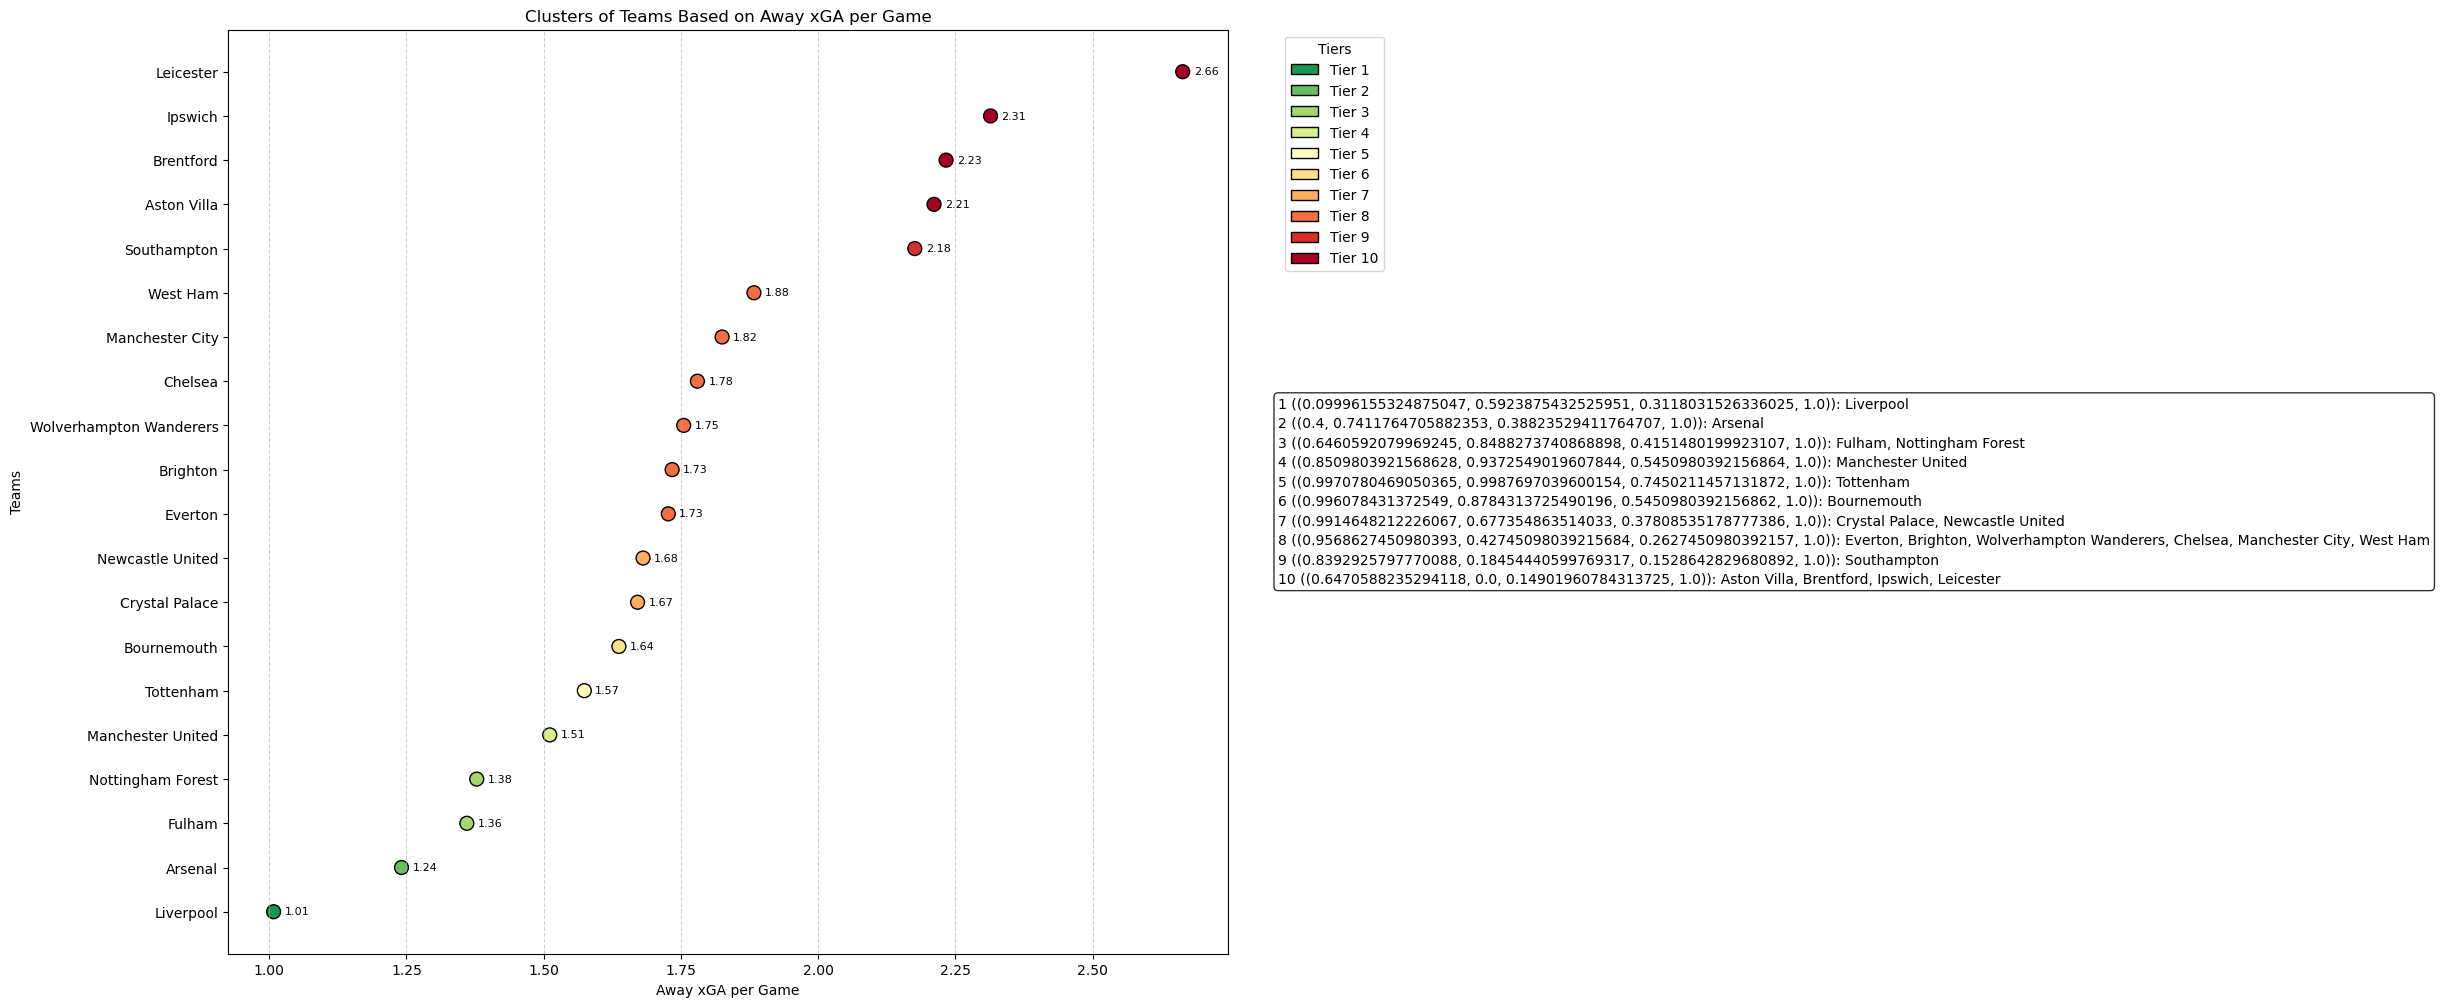 Clusters of Teams Based on Away xGA per Game
Teams
Leicester
2.66
Ipswich
2.31
Brentford
2.23
Aston Villa
2.21
Southampton
2.18
West Ham
1.88
Manchester City
1.82
Chelsea
1.78
Wolverhampton Wanderers
1.75
Brighton
1.73
Everton
1.73
Newcastle United
1.68
Crystal Palace
1.67
Bournemouth
1.64
Tottenham
1.57
Manchester United
1.51
Nottingham Forest
1.38
Fulham
1.36
Arsenal
1.24
Liverpool
1.01
1.00 1.25 1.50 1.75 2.00 2.25 2.50
Away xGA per Game
Tiers
Tier 1
Tier 2
Tier 3
Tier 4
Tier 5
Tier 6
Tier 7
Tier 8
Tier 9
Tier 10
1 ((0.09996155324875047, 0.5923875432525951, 0.3118031526336025, 1.0)): Liverpool
2 ((0.4, 0.7411764705882353, 0.38823529411764707, 1.0)): Arsenal
3 ((0.6460592079969245, 0.8488273740868898, 0.4151480199923107, 1.0)): Fulham, Nottingham Forest
4 ((0.8509803921568628, 0.9372549019607844, 0.5450980392156864, 1.0)): Manchester United
5 ((0.9970780469050365, 0.9987697039600154, 0.7450211457131872, 1.0)): Tottenham
6 ((0.996078431372549, 0.8784313725490196, 0.5450980392156862, 1.0)): Bournemouth
7 ((0.9914648212226067, 0.677354863514033, 0.37808535178777386, 1.0)): Crystal Palace, Newcastle United
8 ((0.9568627450980393, 0.42745098039215684, 0.2627450980392157, 1.0)): Everton, Brighton, Wolverhampton Wanderers, Chelsea, Manchester City, West Ham
9 ((0.8392925797770088, 0.18454440599769317, 0.1528642829680892, 1.0)): Southampton
10 ((0.6470588235294118, 0.0, 0.14901960784313725, 1.0)): Aston Villa, Brentford, Ipswich, Leicester